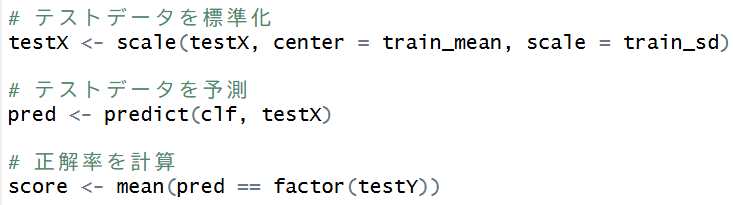 # テストデータを標準化
testX <- scale(testX, center = train_mean, scale = train_sd)
# テストデータを予測
pred <- predict(clf, testX)
# 正解率を計算
score <- mean(pred == factor(testY))